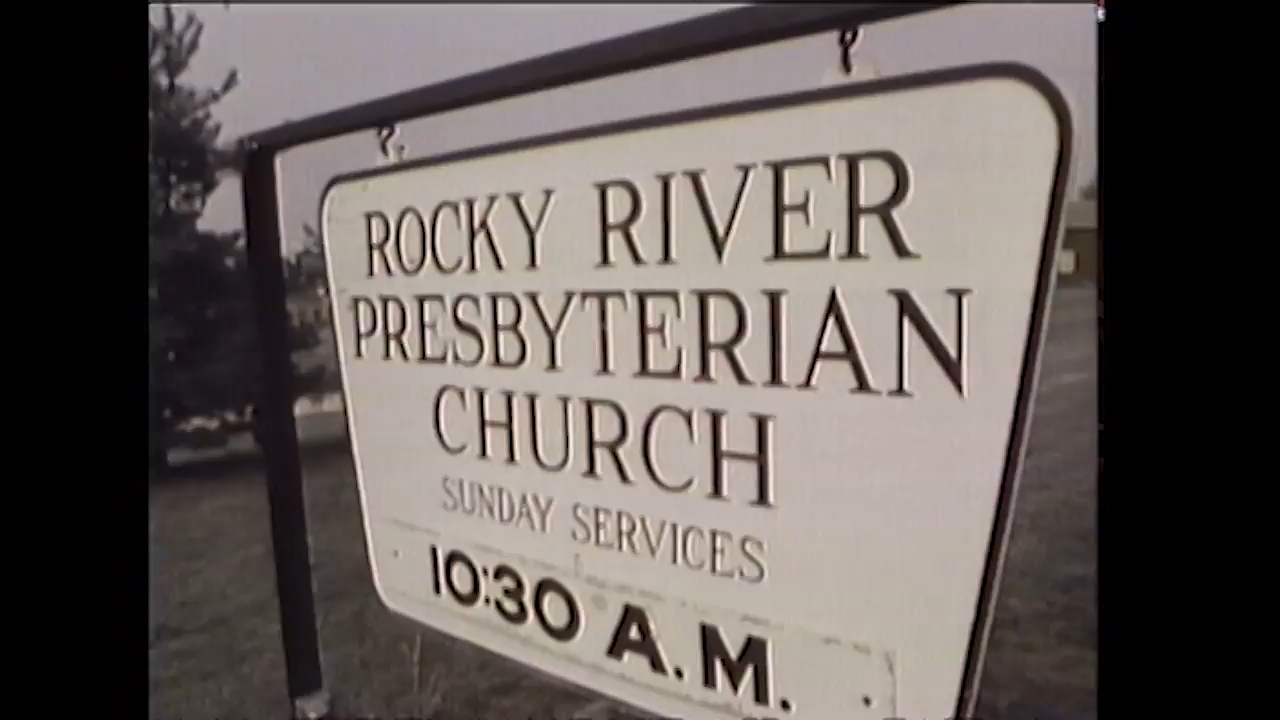 ROCKY RIVER
PRESBYTERIAN
CHURCH
SUNDAY SERVICES
10:30 A.M.